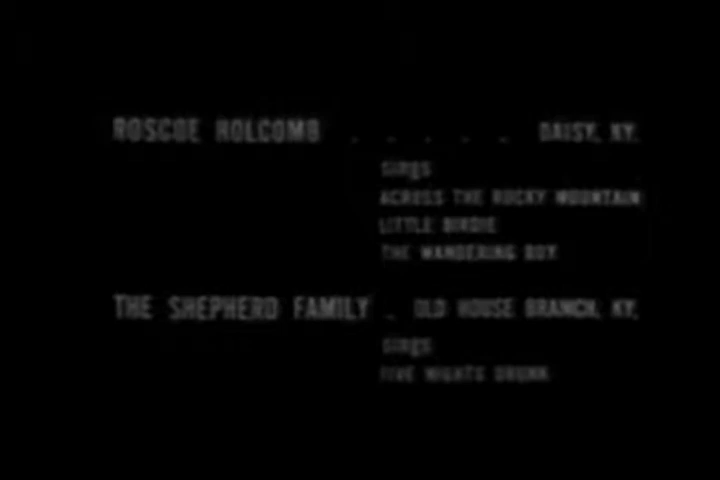 ROSCOE HOLCOMB . . . . . DAISY, KY.
sings
ACROSS THE ROCKY MOUNTAIN
LITTLE BIRDIE
THE WANDERING BOY
THE SHEPHERD FAMILY . OLD HOUSE BRANCH, KY.
sings
FIVE NIGHTS DRUNK